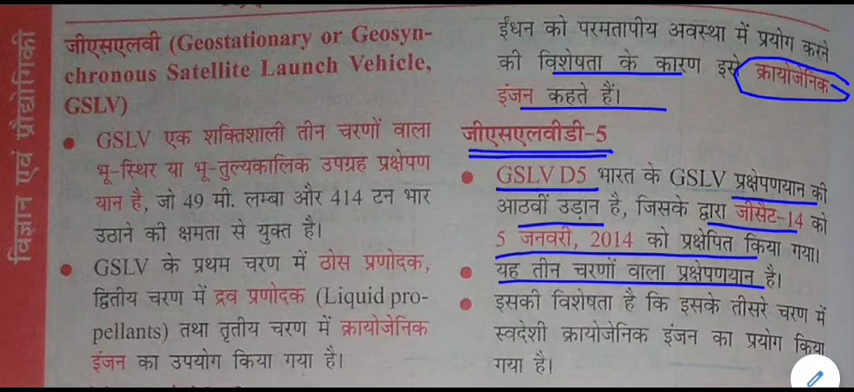 विज्ञान एवं प्रौद्योगिकी
जीएसएलवी (Geostationary or Geosyn-
chronous Satellite Launch Vehicle,
GSLV)
● GSLV एक शक्तिशाली तीन चरणों वाला
भू-स्थिर या भू-तुल्यकालिक उपग्रह प्रक्षेपण
यान है, जो 49 मी. लम्बा और 414 टन भार
उठाने की क्षमता से युक्त है।
● GSLV के प्रथम चरण में ठोस प्रणोदक,
द्वितीय चरण में द्रव प्रणोदक (Liquid pro-
pellants) तथा तृतीय चरण में क्रायोजेनिक
इंजन का उपयोग किया गया है।
ईंधन को परमतापीय अवस्था में प्रयोग करने
की विशेषता के कारण इसे क्रायोजेनिक
इंजन कहते हैं।
जीएसएलवीडी-5
● GSLV D5 भारत के GSLV प्रक्षेपणयान की
आठवीं उड़ान है, जिसके द्वारा जीसैट-14 को
5 जनवरी, 2014 को प्रक्षेपित किया गया।
● यह तीन चरणों वाला प्रक्षेपणयान है।
● इसकी विशेषता है कि इसके तीसरे चरण में
स्वदेशी क्रायोजेनिक इंजन का प्रयोग किया
गया है।